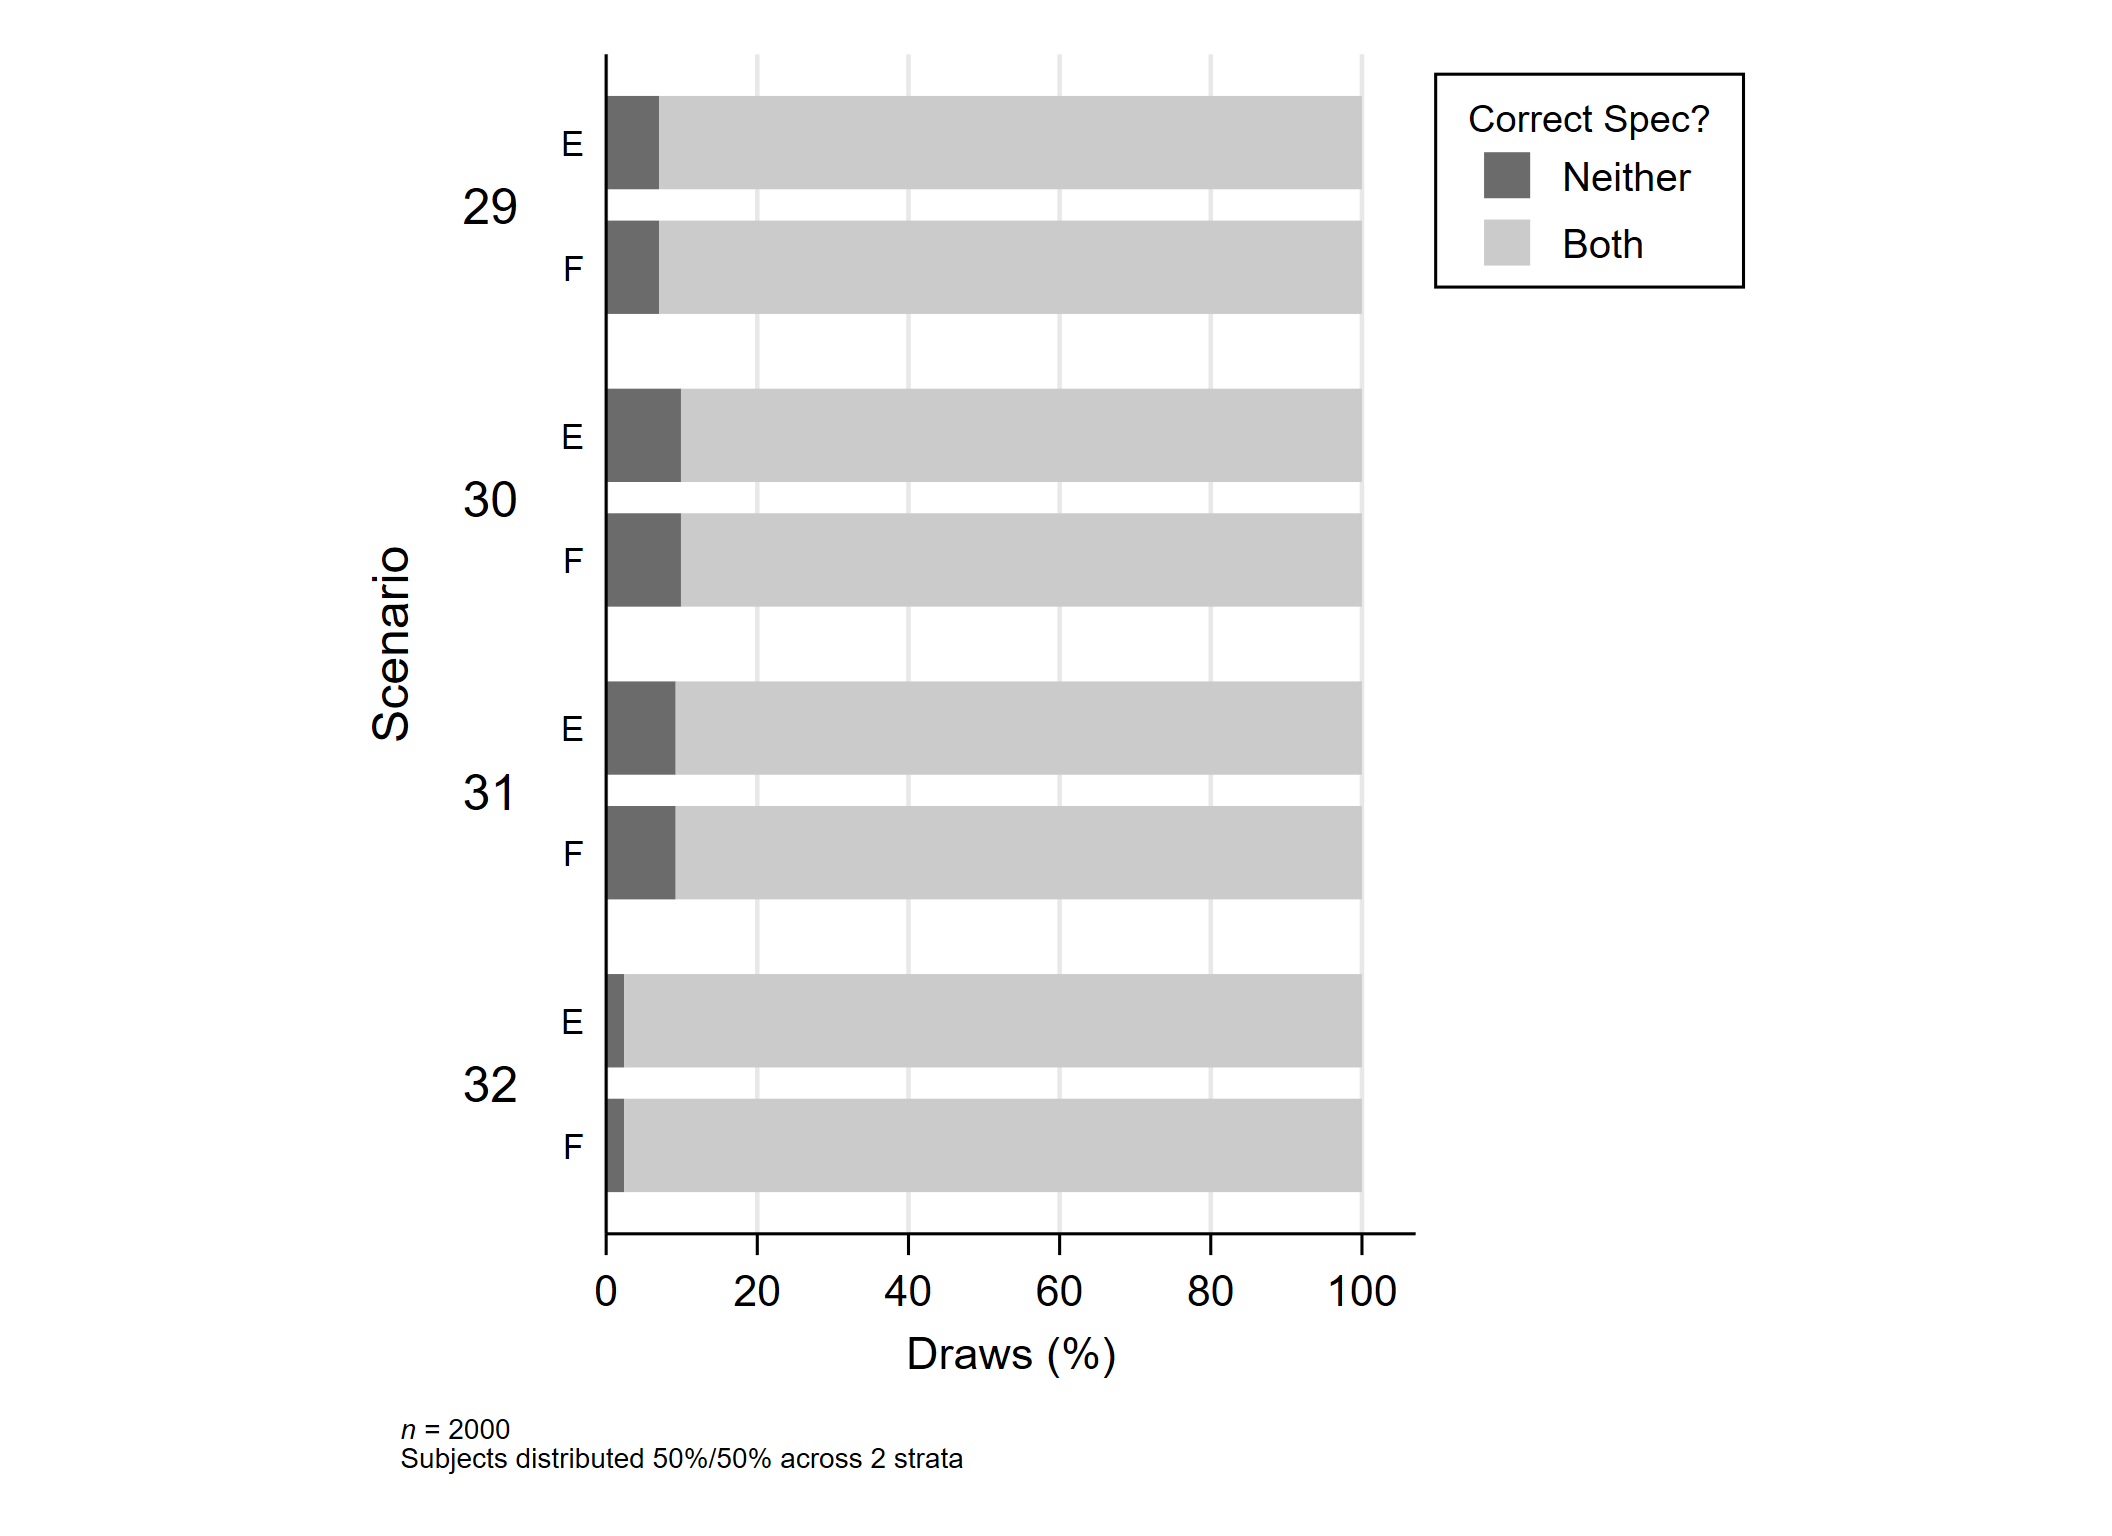 Correct Spec?
Neither
Both
Scenario
29
E
F
30
E
F
31
E
F
32
E
F
0 20 40 60 80 100
Draws (%)
n = 2000
Subjects distributed 50%/50% across 2 strata